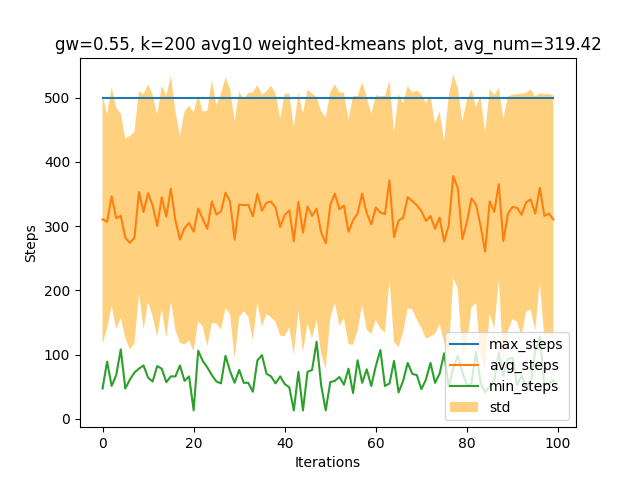 gw=0.55, k=200 avg10 weighted-kmeans plot, avg_num=319.42
500
400
300
200
100
0
Steps
max_steps
avg_steps
min_steps
std
0
20
40
60
80
100
Iterations